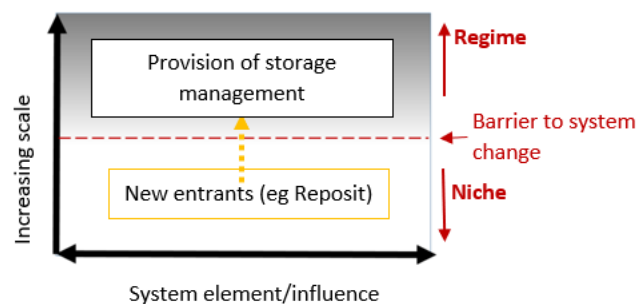 Increasing scale
Provision of storage
management
New entrants (eg Reposit)
System element/influence
Regime
Barrier to system
change
Niche